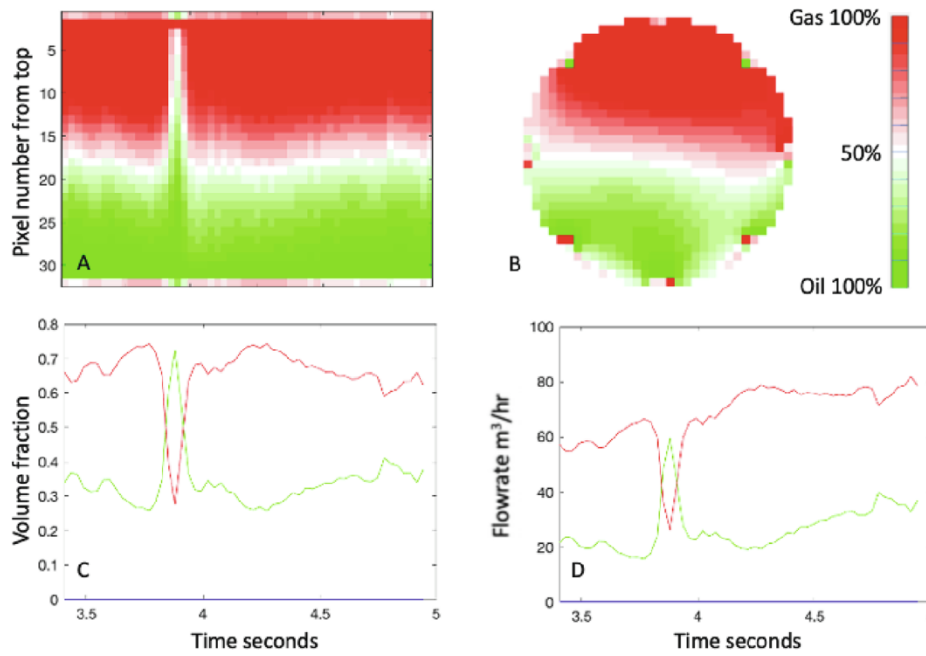 Pixel number from top
5
10
15
20
25
30
A
B
Gas 100%
50%
Oil 100%
Volume fraction
0.8
0.7
0.6
0.5
0.4
0.3
0.2
0.1
0
C
3.5
4
4.5
5
Time seconds
Flowrate m³/hr
100
80
60
40
20
0
D
3.5
4
4.5
Time seconds